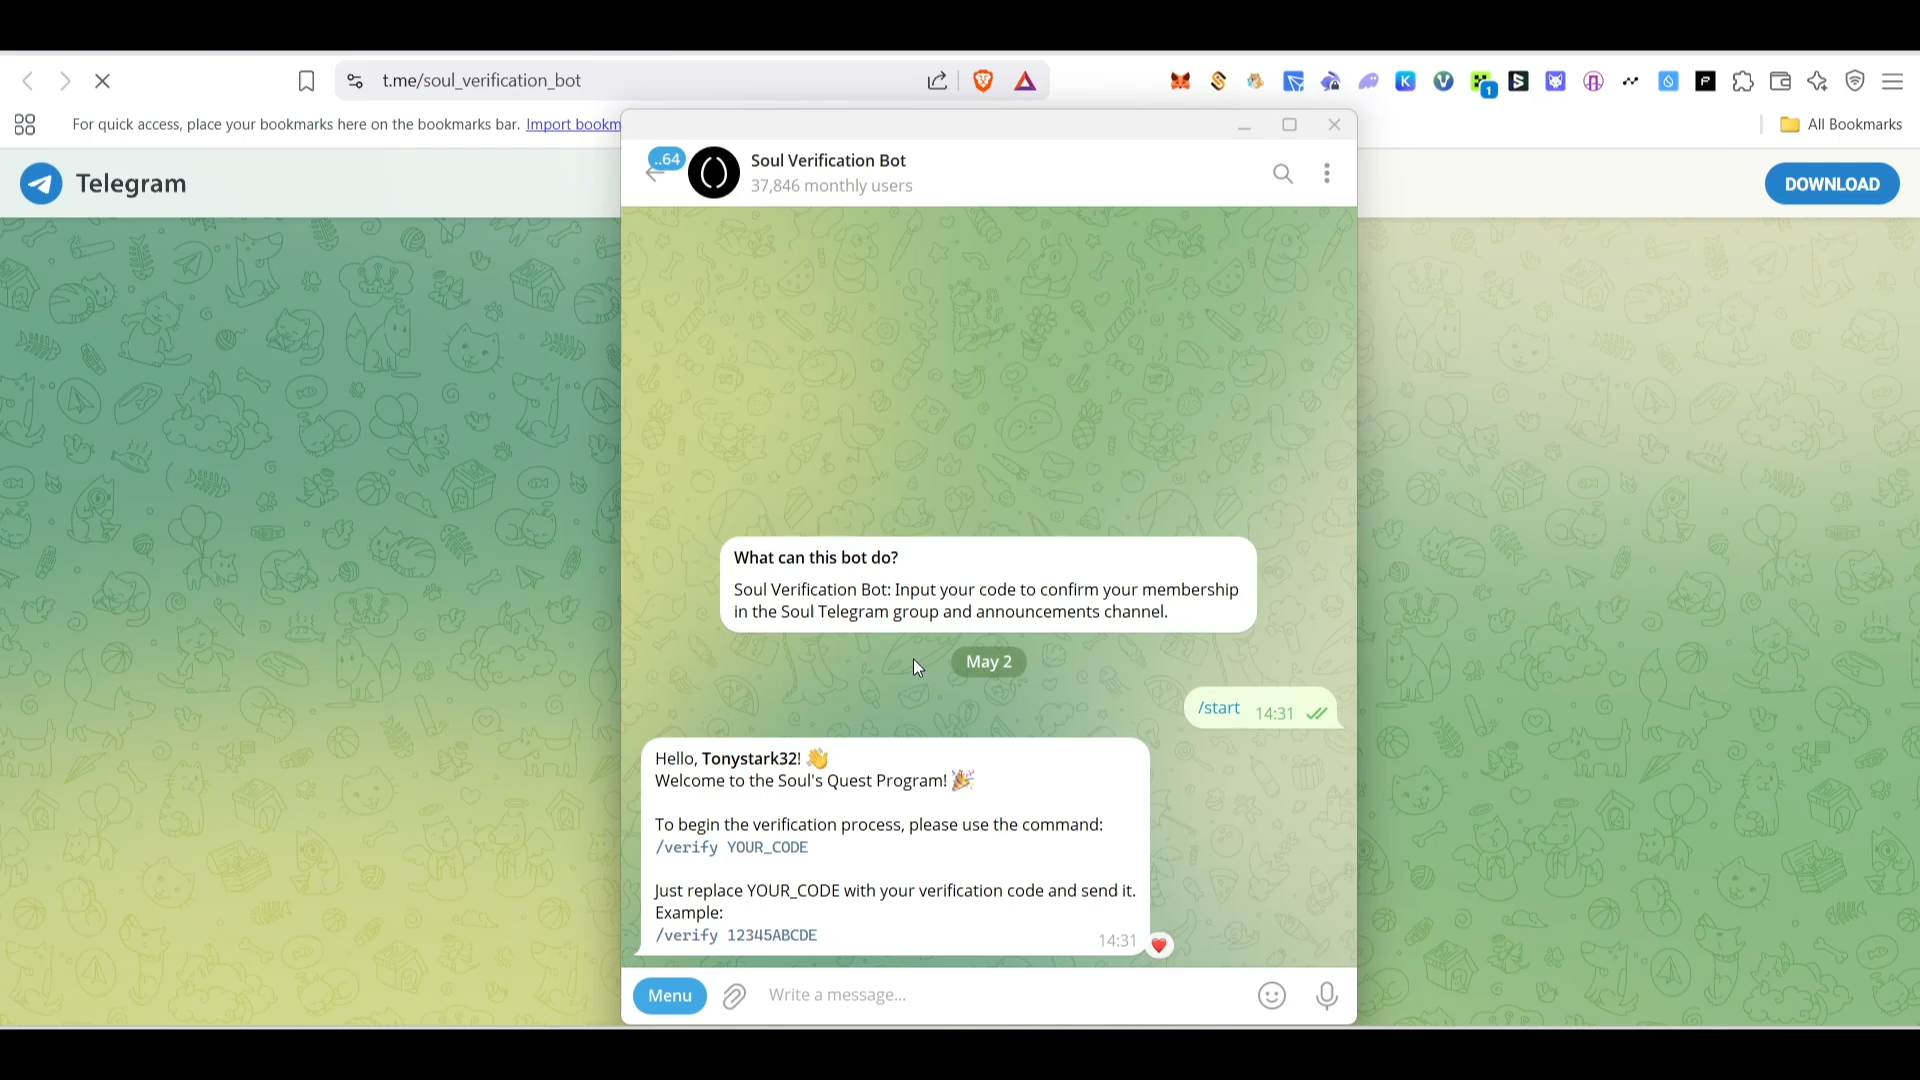 t.me/soul_verification_bot
1
For quick access, place your bookmarks here on the bookmarks bar. Import bookm
All Bookmarks
Telegram
DOWNLOAD
..64
Soul Verification Bot
37,846 monthly users
What can this bot do?
Soul Verification Bot: Input your code to confirm your membership
in the Soul Telegram group and announcements channel.
May 2
/start 14:31
Hello, Tonystark32! 👋
Welcome to the Soul's Quest Program! 🎉
To begin the verification process, please use the command:
/verify YOUR_CODE
Just replace YOUR_CODE with your verification code and send it.
Example:
/verify 12345ABCDE
14:31
Menu
Write a message...